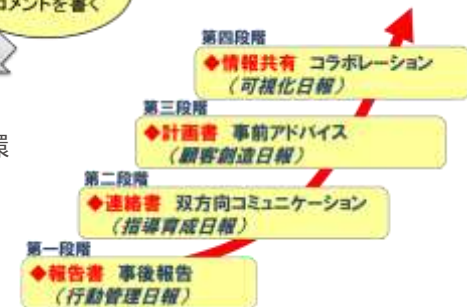 コメントを書く
環
第四段階
◆情報共有 コラボレーション
(可視化日報)
第三段階
◆計画書 事前アドバイス
(顧客創造日報)
第二段階
◆連絡書 双方向コミュニケーション
(指導育成日報)
第一段階
◆報告書 事後報告
(行動管理日報)